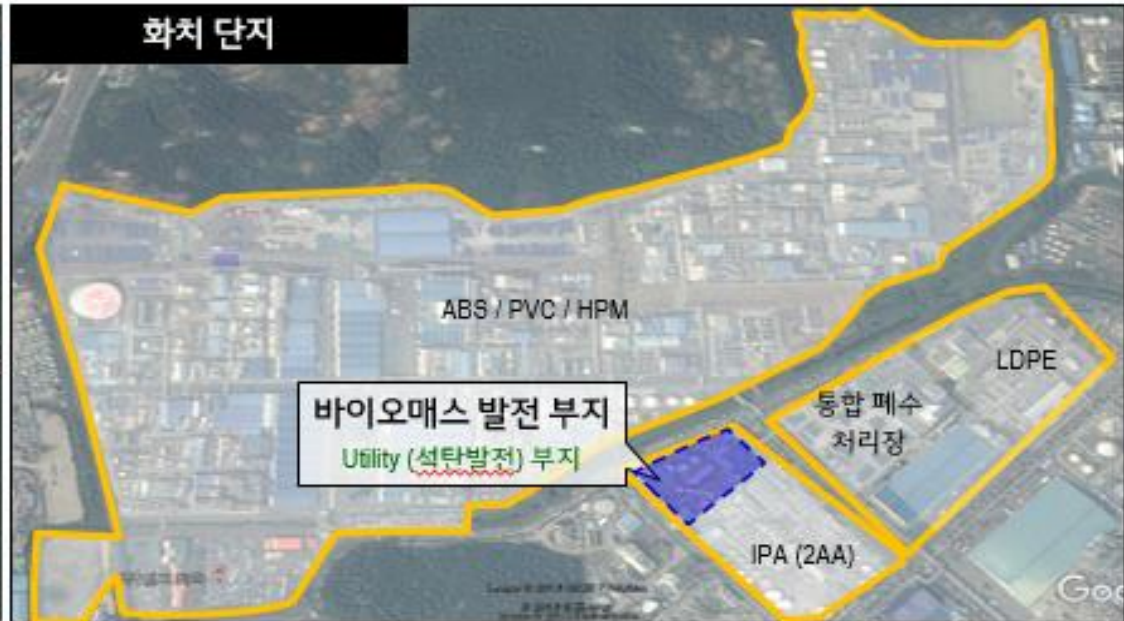 화치 단지
ABS / PVC / HPM
LDPE
통합 폐수
처리장
바이오매스 발전 부지
Utility (석탄발전) 부지
IPA (2AA)
Goo